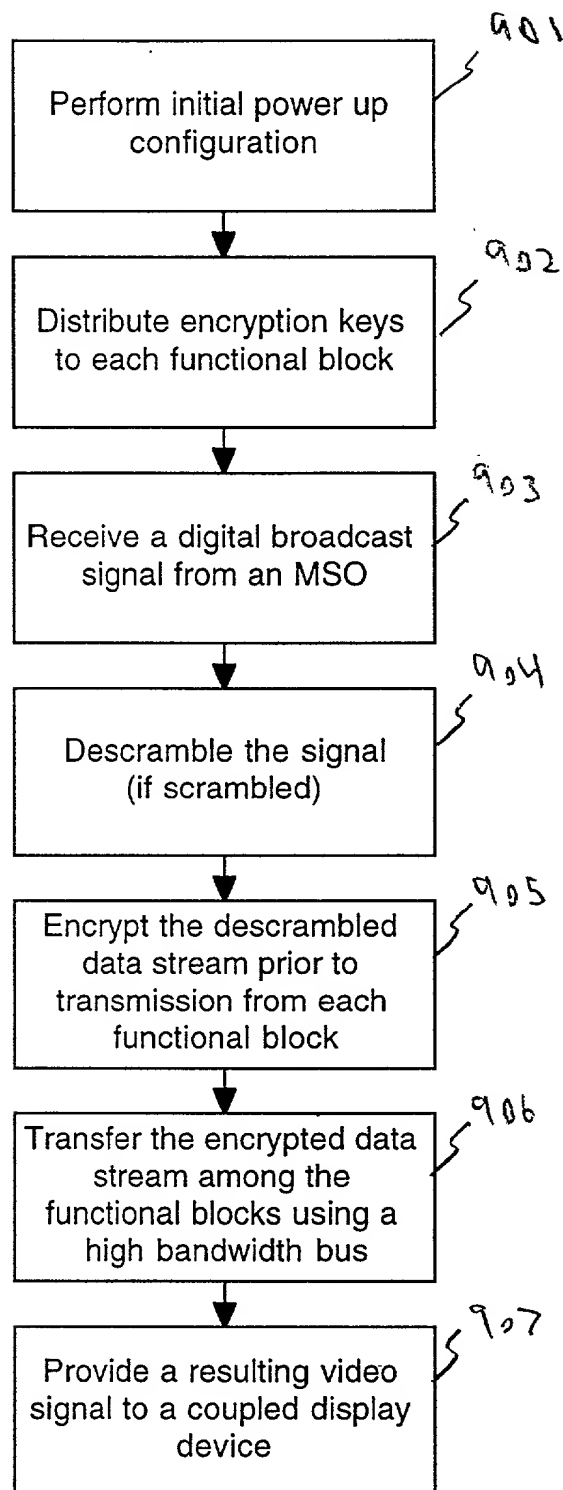 901
Perform initial power up
configuration
902
Distribute encryption keys
to each functional block
903
Receive a digital broadcast
signal from an MSO
904
Descramble the signal
(if scrambled)
905
Encrypt the descrambled
data stream prior to
transmission from each
functional block
906
Transfer the encrypted data
stream among the
functional blocks using a
high bandwidth bus
907
Provide a resulting video
signal to a coupled display
device